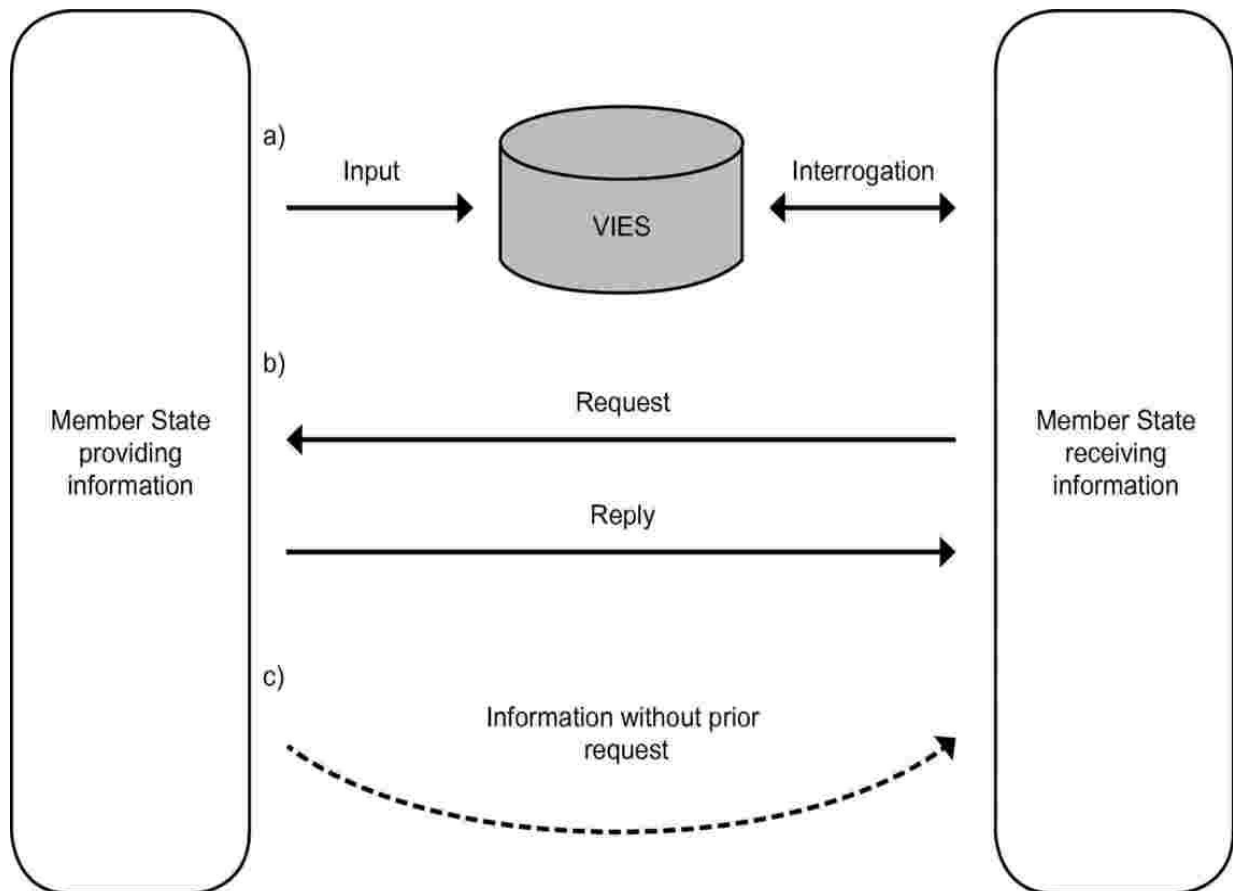 a)
Input
Interrogation
VIES
b)
Request
Member State
providing
information
Member State
receiving
information
Reply
c)
Information without prior
request